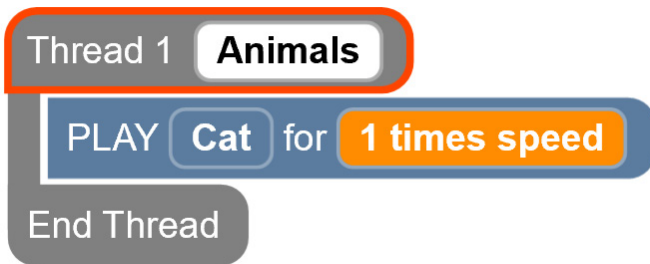 Thread 1 Animals
PLAY Cat for 1 times speed
End Thread